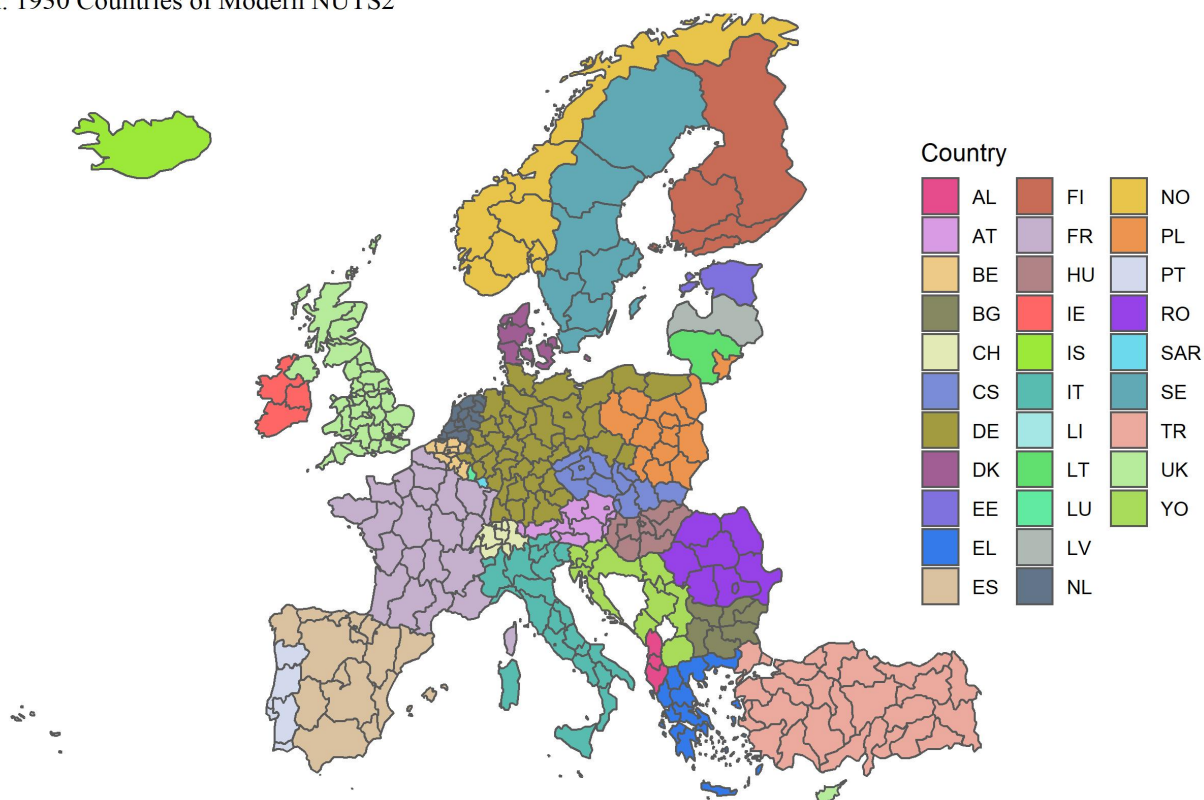 1930 Countries of Modern NUTS2
Country
AL FI NO
AT FR PL
BE HU PT
BG IE RO
CH IS SAR
CS IT SE
DE LI TR
DK LT UK
EE LU YO
EL LV
ES NL